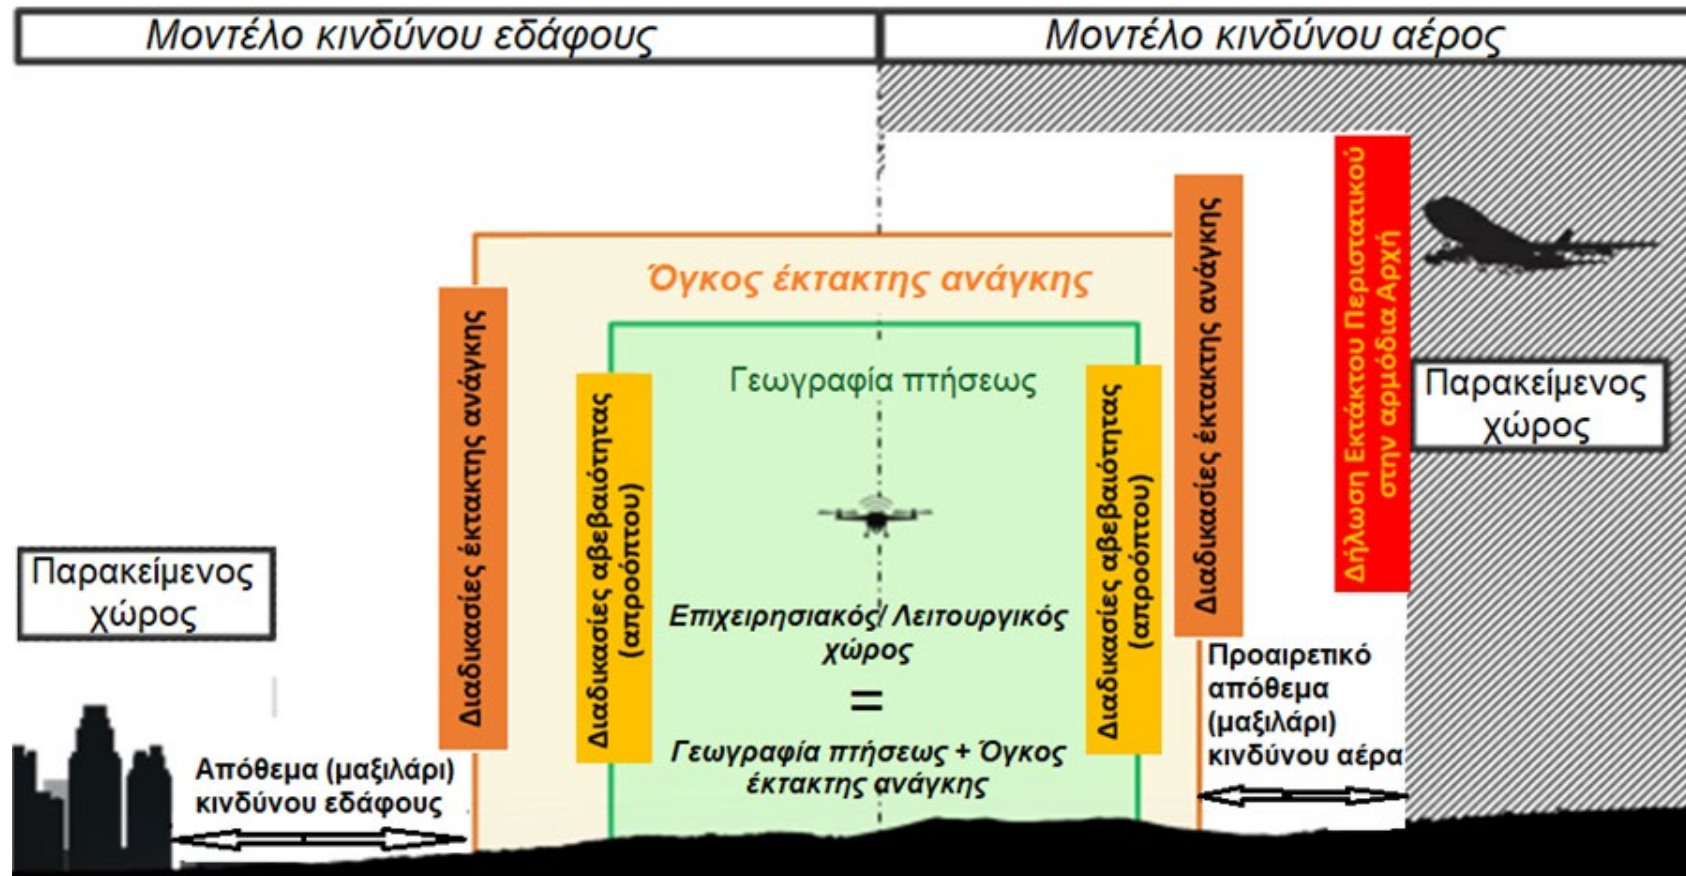 Μοντέλο κινδύνου εδάφους
Μοντέλο κινδύνου αέρος
Όγκος έκτακτης ανάγκης
Γεωγραφία πτήσεως
Παρακείμενος
χώρος
Απόθεμα (μαξιλάρι)
κινδύνου εδάφους
Διαδικασίες έκτακτης ανάγκης
Διαδικασίες αβεβαιότητας
(απροόπτου)
Επιχειρησιακός/ Λειτουργικός
χώρος
=
Γεωγραφία πτήσεως + Όγκος
έκτακτης ανάγκης
Διαδικασίες αβεβαιότητας
(απροόπτου)
Διαδικασίες έκτακτης ανάγκης
Προαιρετικό
απόθεμα
(μαξιλάρι)
κινδύνου αέρα
Δήλωση Εκτάκτου Περιστατικού
στην αρμόδια Αρχή
Παρακείμενος
χώρος